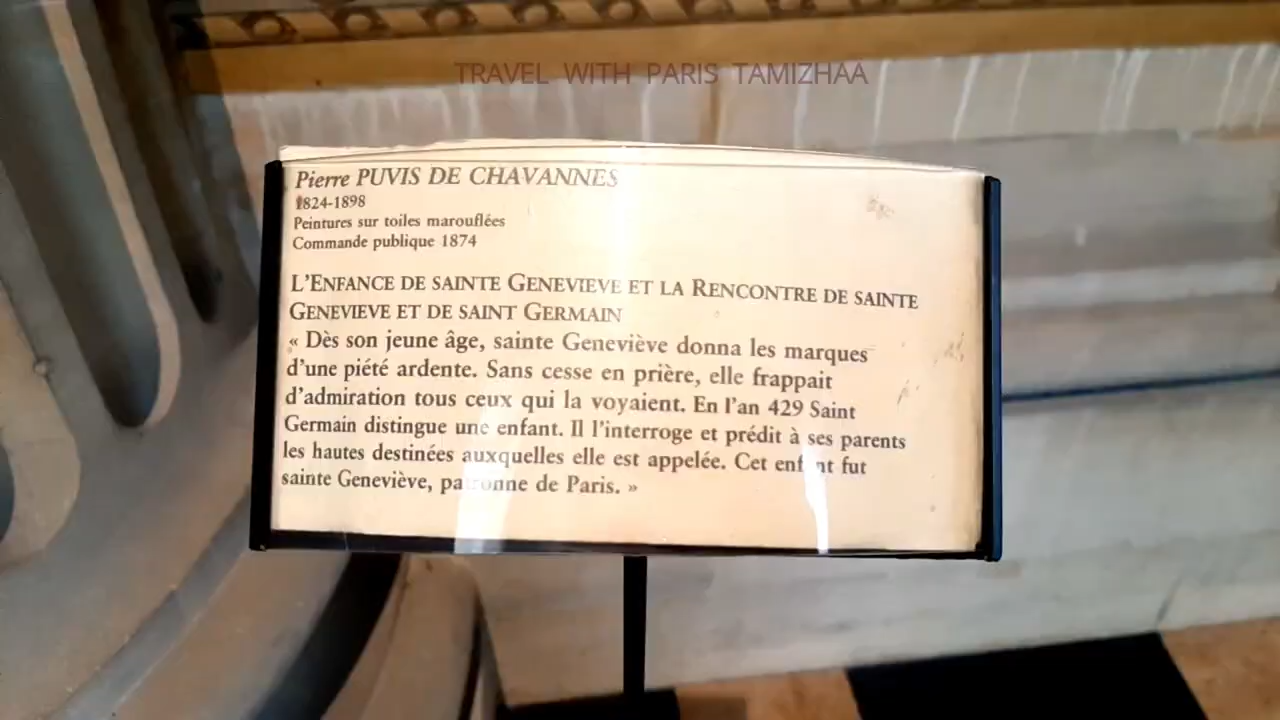 TRAVEL WITH PARIS TAMIZHAA
Pierre PUVIS DE CHAVANNES
1824-1898
Peintures sur toiles marouflées
Commande publique 1874
L'ENFANCE DE SAINTE GENEVIEVE ET LA RENCONTRE DE SAINTE
GENEVIEVE ET DE SAINT GERMAIN
« Dès son jeune âge, sainte Geneviève donna les marques
d'une piété ardente. Sans cesse en prière, elle frappait
d'admiration tous ceux qui la voyaient. En l'an 429 Saint
Germain distingue une enfant. Il l'interroge et prédit à ses parents
les hautes destinées auxquelles elle est appelée. Cet enfant fut
sainte Geneviève, patronne de Paris. »